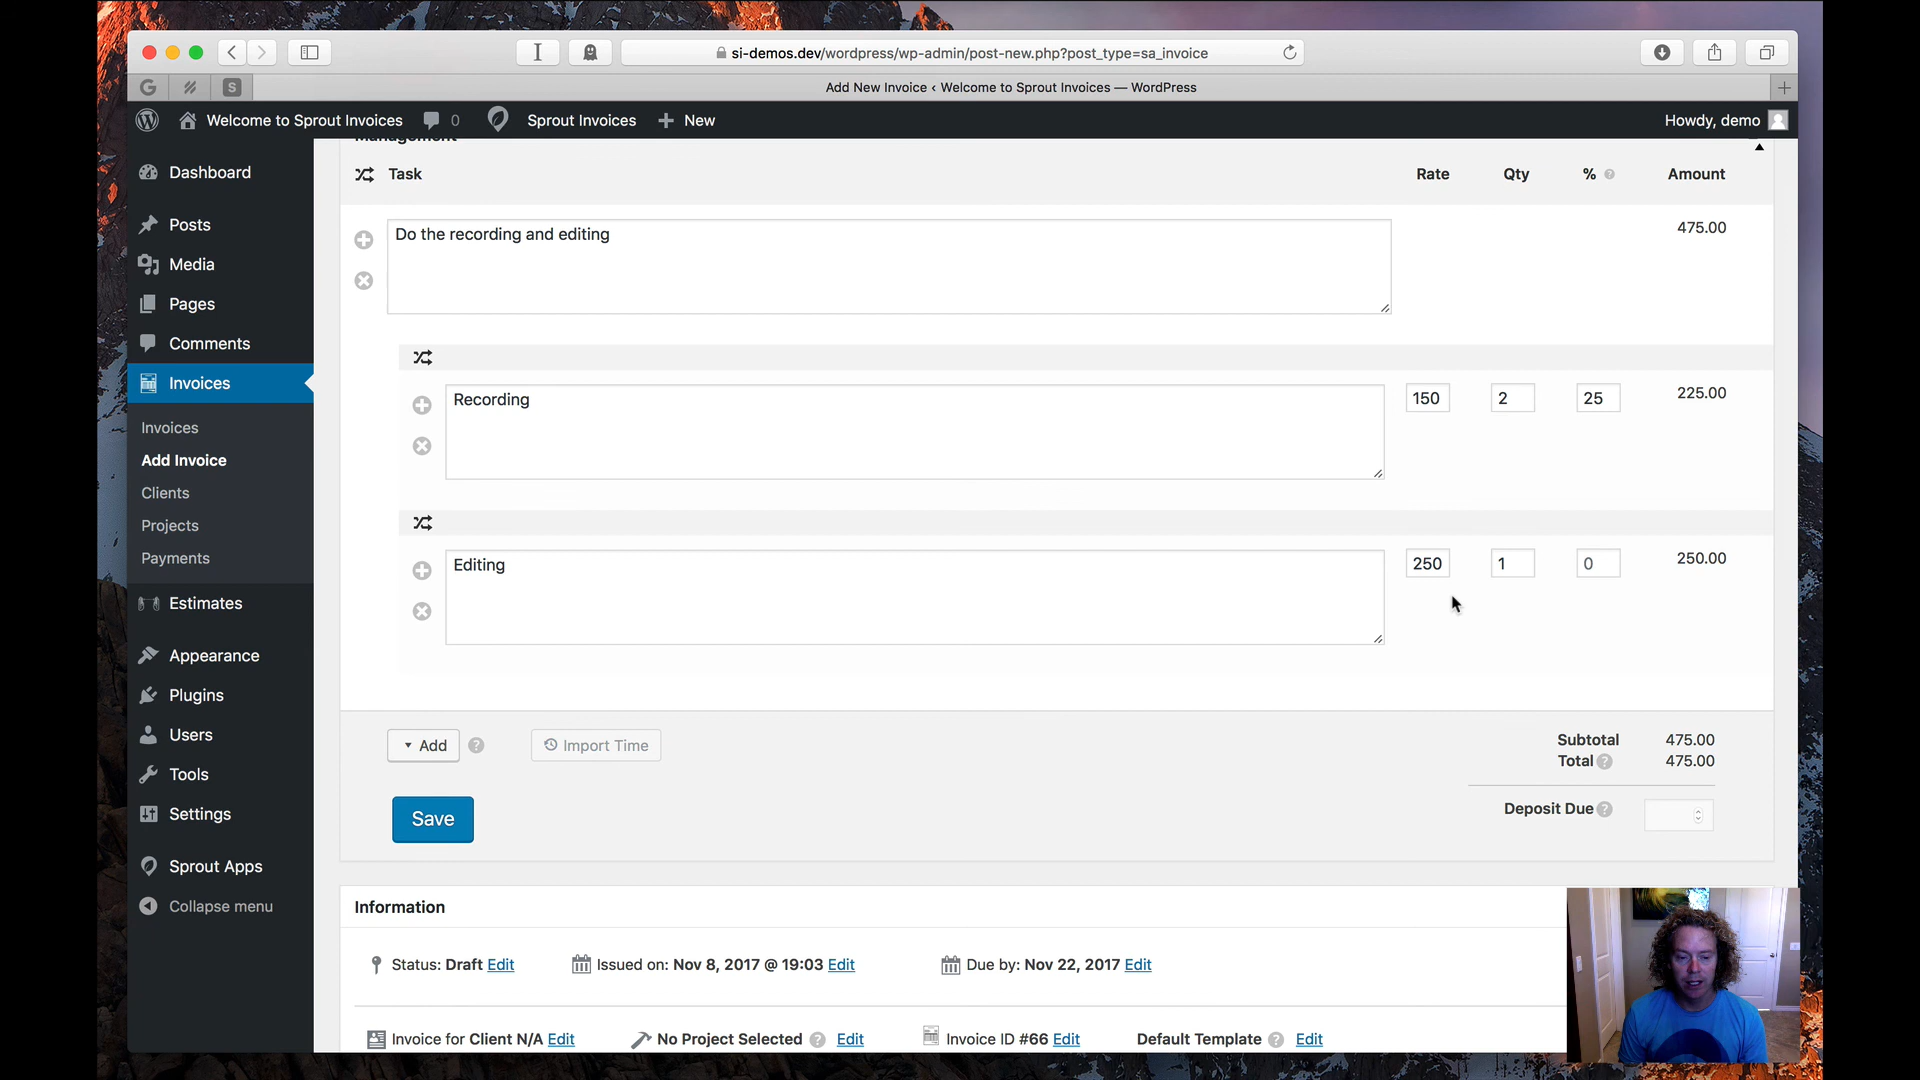 si-demos.dev/wordpress/wp-admin/post-new.php?post_type=sa_invoice
G
S
Add New Invoice ‹ Welcome to Sprout Invoices — WordPress
Welcome to Sprout Invoices 0 Sprout Invoices New
Howdy, demo
Dashboard
Posts
Media
Pages
Comments
Invoices
Invoices
Add Invoice
Clients
Projects
Payments
Estimates
Appearance
Plugins
Users
Tools
Settings
Sprout Apps
Collapse menu
Management
Task Rate Qty % ? Amount
Do the recording and editing 475.00
Recording 150 2 25 225.00
Editing 250 1 0 250.00
Add ? Import Time
Subtotal 475.00
Total ? 475.00
Save
Deposit Due ?
Information
Status: Draft Edit Issued on: Nov 8, 2017 @ 19:03 Edit Due by: Nov 22, 2017 Edit
Invoice for Client N/A Edit No Project Selected ? Edit Invoice ID #66 Edit Default Template ? Edit